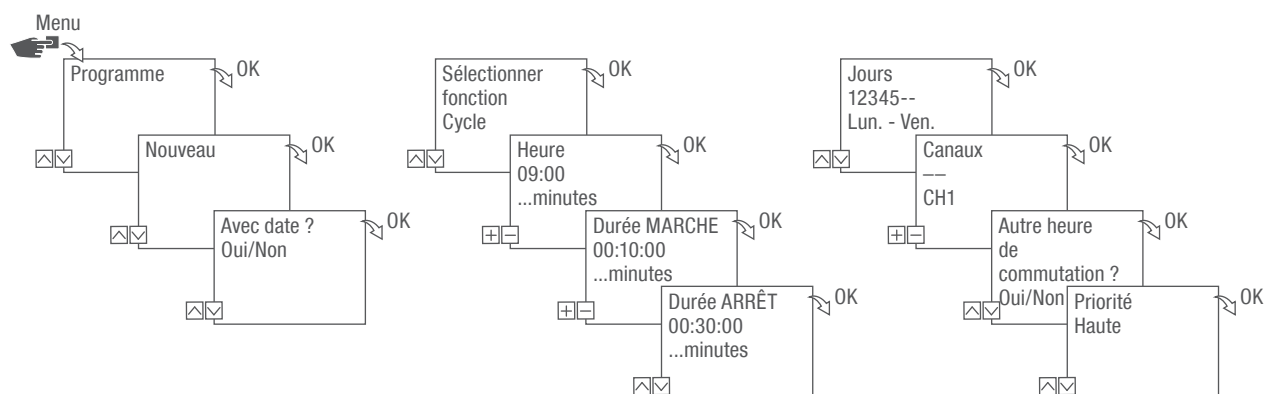 Menu
Programme
OK
Nouveau
OK
Avec date ?
Oui/Non
OK
Sélectionner
fonction
Cycle
OK
Heure
09:00
...minutes
OK
Durée MARCHE
00:10:00
...minutes
OK
Durée ARRÊT
00:30:00
...minutes
OK
Jours
12345--
Lun. - Ven.
OK
Canaux
––
CH1
OK
Autre heure
de
commutation ?
Oui/Non
OK
Priorité
Haute
OK